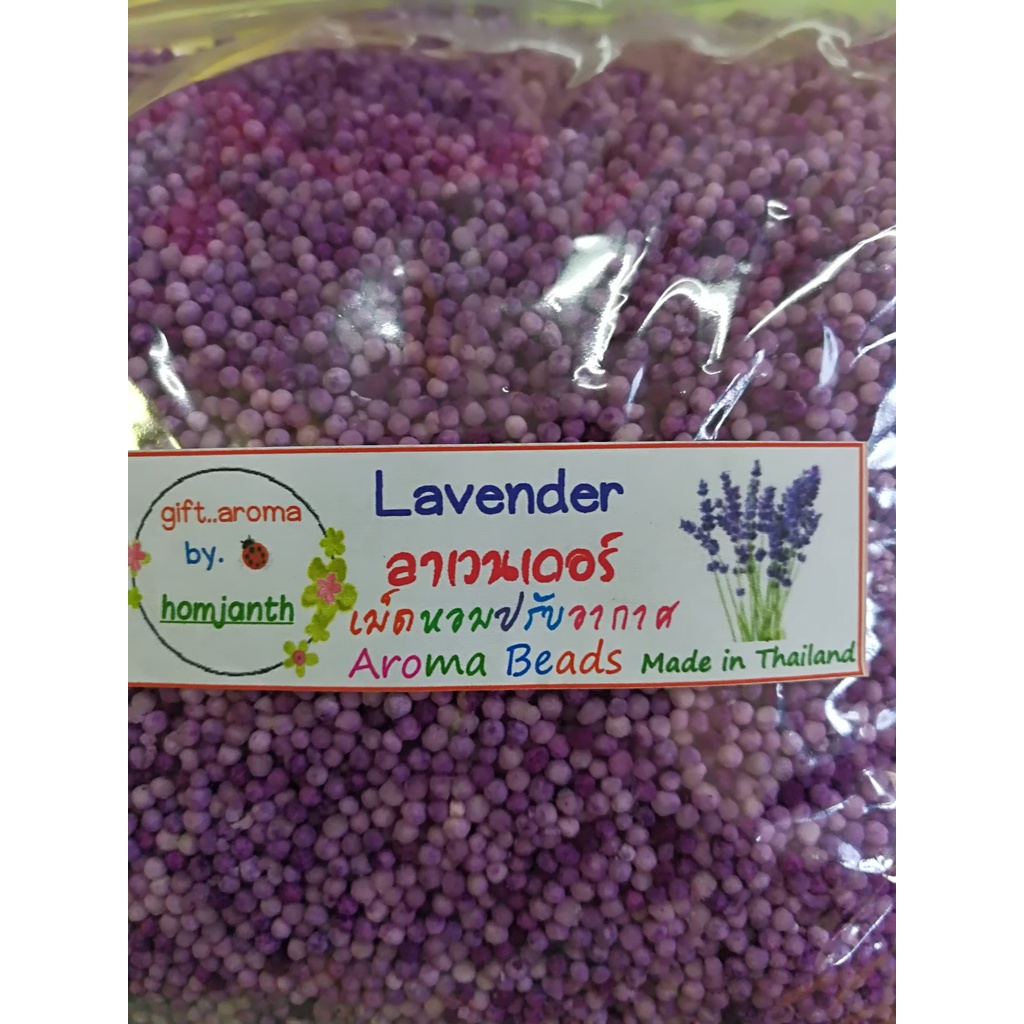 gift..aroma
by.
homjanth
Lavender
ลาเวนเดอร์
เม็ดหอมปรับอากาศ
Aroma Beads Made in Thailand